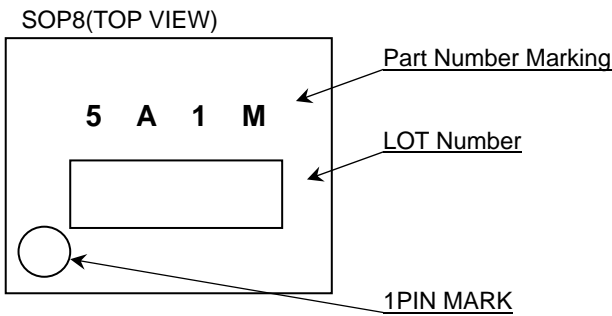 SOP8(TOP VIEW)
Part Number Marking
5 A 1 M
LOT Number
1PIN MARK